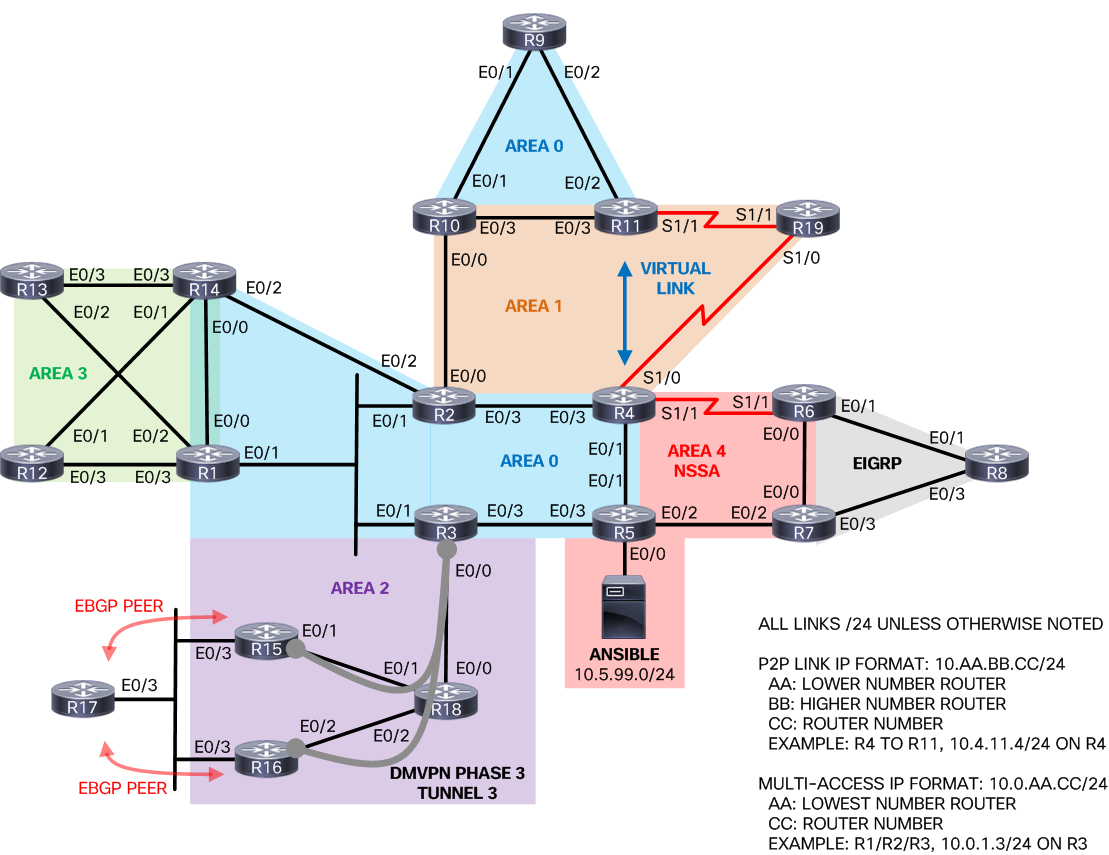 R9
E0/1
E0/2
AREA 0
E0/1
E0/2
R10
E0/3
E0/3
R11
S1/1
S1/1
R19
E0/0
S1/0
VIRTUAL
LINK
AREA 1
R13
E0/3
E0/3
R14
E0/2
E0/2
E0/1
E0/0
AREA 3
E0/2
E0/0
S1/0
E0/1
R2
E0/3
E0/3
R4
S1/1
S1/1
R6
E0/1
E0/0
E0/1
E0/2
E0/0
R12
E0/3
E0/3
R1
E0/1
AREA 0
E0/1
E0/1
AREA 4
NSSA
E0/0
EIGRP
E0/1
R8
E0/3
E0/1
R3
E0/3
E0/3
R5
E0/2
E0/2
R7
E0/3
E0/0
E0/0
AREA 2
ANSIBLE
10.5.99.0/24
EBGP PEER
E0/1
R15
E0/3
E0/1
E0/0
R17
E0/3
R18
E0/2
E0/2
E0/3
R16
EBGP PEER
DMVPN PHASE 3
TUNNEL 3
ALL LINKS /24 UNLESS OTHERWISE NOTED
P2P LINK IP FORMAT: 10.AA.BB.CC/24
AA: LOWER NUMBER ROUTER
BB: HIGHER NUMBER ROUTER
CC: ROUTER NUMBER
EXAMPLE: R4 TO R11, 10.4.11.4/24 ON R4
MULTI-ACCESS IP FORMAT: 10.0.AA.CC/24
AA: LOWEST NUMBER ROUTER
CC: ROUTER NUMBER
EXAMPLE: R1/R2/R3, 10.0.1.3/24 ON R3